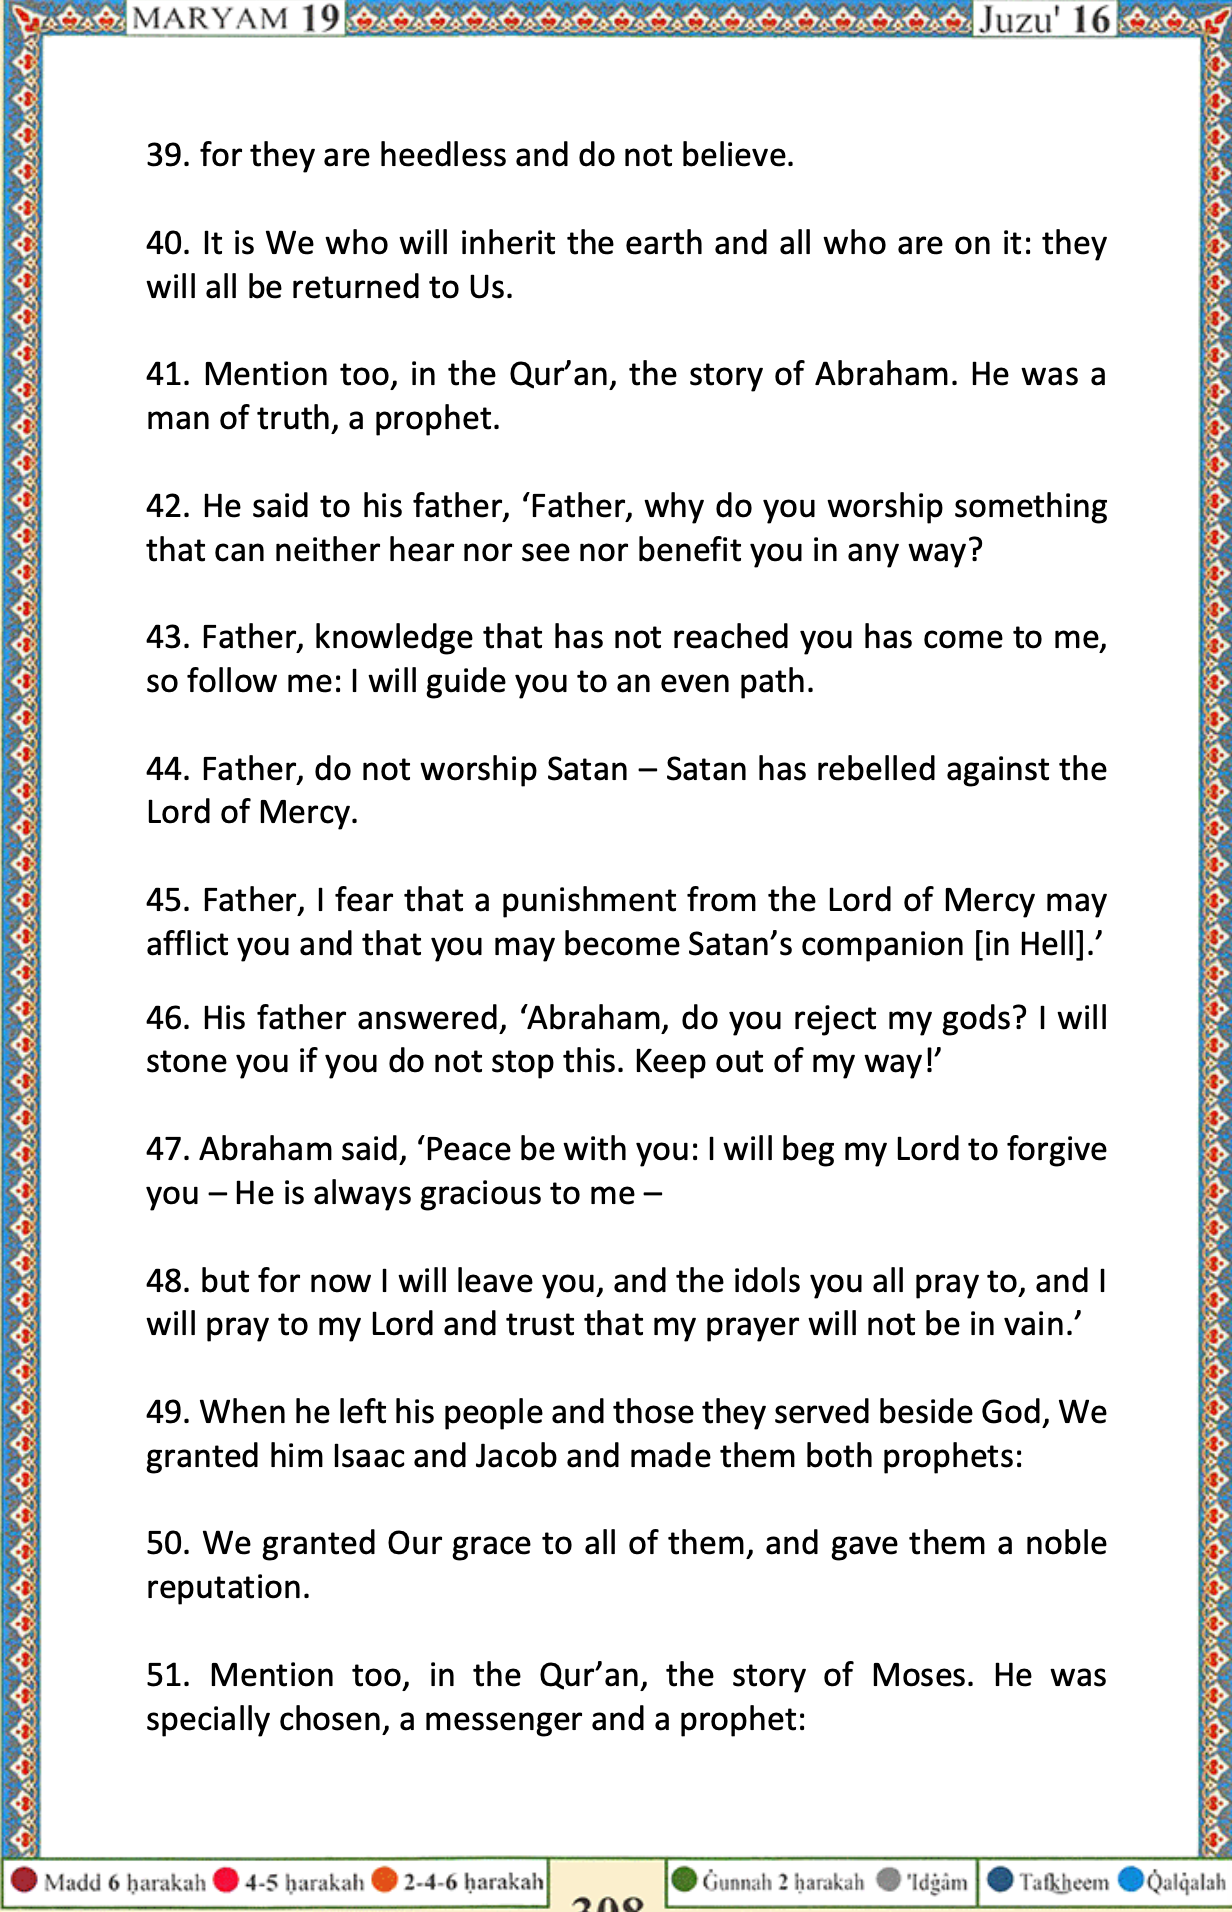 MARYAM 19 Juzu' 16
39. for they are heedless and do not believe.
40. It is We who will inherit the earth and all who are on it: they
will all be returned to Us.
41. Mention too, in the Qur’an, the story of Abraham. He was a
man of truth, a prophet.
42. He said to his father, ‘Father, why do you worship something
that can neither hear nor see nor benefit you in any way?
43. Father, knowledge that has not reached you has come to me,
so follow me: I will guide you to an even path.
44. Father, do not worship Satan – Satan has rebelled against the
Lord of Mercy.
45. Father, I fear that a punishment from the Lord of Mercy may
afflict you and that you may become Satan’s companion [in Hell].’
46. His father answered, ‘Abraham, do you reject my gods? I will
stone you if you do not stop this. Keep out of my way!’
47. Abraham said, ‘Peace be with you: I will beg my Lord to forgive
you – He is always gracious to me –
48. but for now I will leave you, and the idols you all pray to, and I
will pray to my Lord and trust that my prayer will not be in vain.’
49. When he left his people and those they served beside God, We
granted him Isaac and Jacob and made them both prophets:
50. We granted Our grace to all of them, and gave them a noble
reputation.
51. Mention too, in the Qur’an, the story of Moses. He was
specially chosen, a messenger and a prophet:
Madd 6 ḥarakah 4-5 ḥarakah 2-4-6 ḥarakah 308 Ġunnah 2 ḥarakah 'Idġâm Tafkheem Q̇alq̇alah